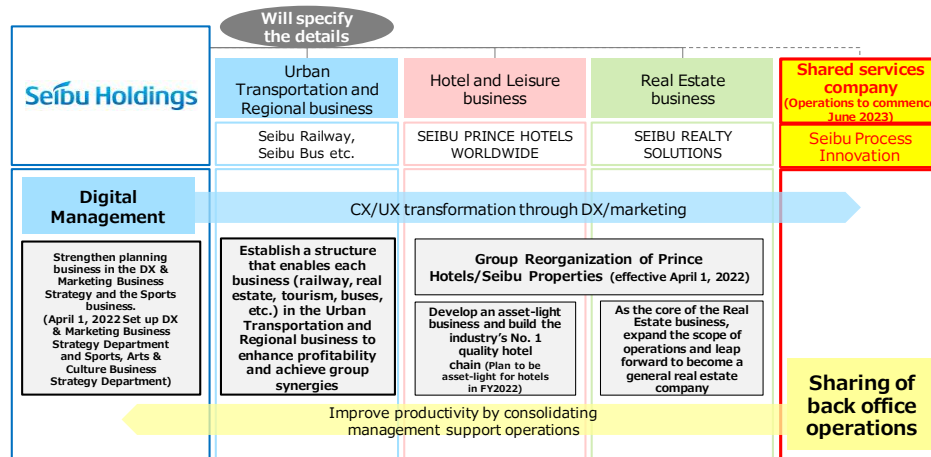 Will specify
the details
Seibu Holdings
Urban
Transportation and
Regional business
Hotel and Leisure
business
Real Estate
business
Shared services
company
(Operations to commence
June 2023)
Seibu Railway,
Seibu Bus etc.
SEIBU PRINCE HOTELS
WORLDWIDE
SEIBU REALTY
SOLUTIONS
Seibu Process
Innovation
Digital
Management
CX/UX transformation through DX/marketing
Strengthen planning
business in the DX &
Marketing Business
Strategy and the Sports
business.
(April 1, 2022 Set up DX
& Marketing Business
Strategy Department
and Sports, Arts &
Culture Business
Strategy Department)
Establish a structure
that enables each
business (railway, real
estate, tourism, buses,
etc.) in the Urban
Transportation and
Regional business to
enhance profitability
and achieve group
synergies
Group Reorganization of Prince
Hotels/Seibu Properties (effective April 1, 2022)
Develop an asset-light
business and build the
industry's No. 1
quality hotel
chain (Plan to be
asset-light for hotels
in FY2022)
As the core of the Real
Estate business,
expand the scope of
operations and leap
forward to become a
general real estate
company
Sharing of
back office
operations
Improve productivity by consolidating
management support operations